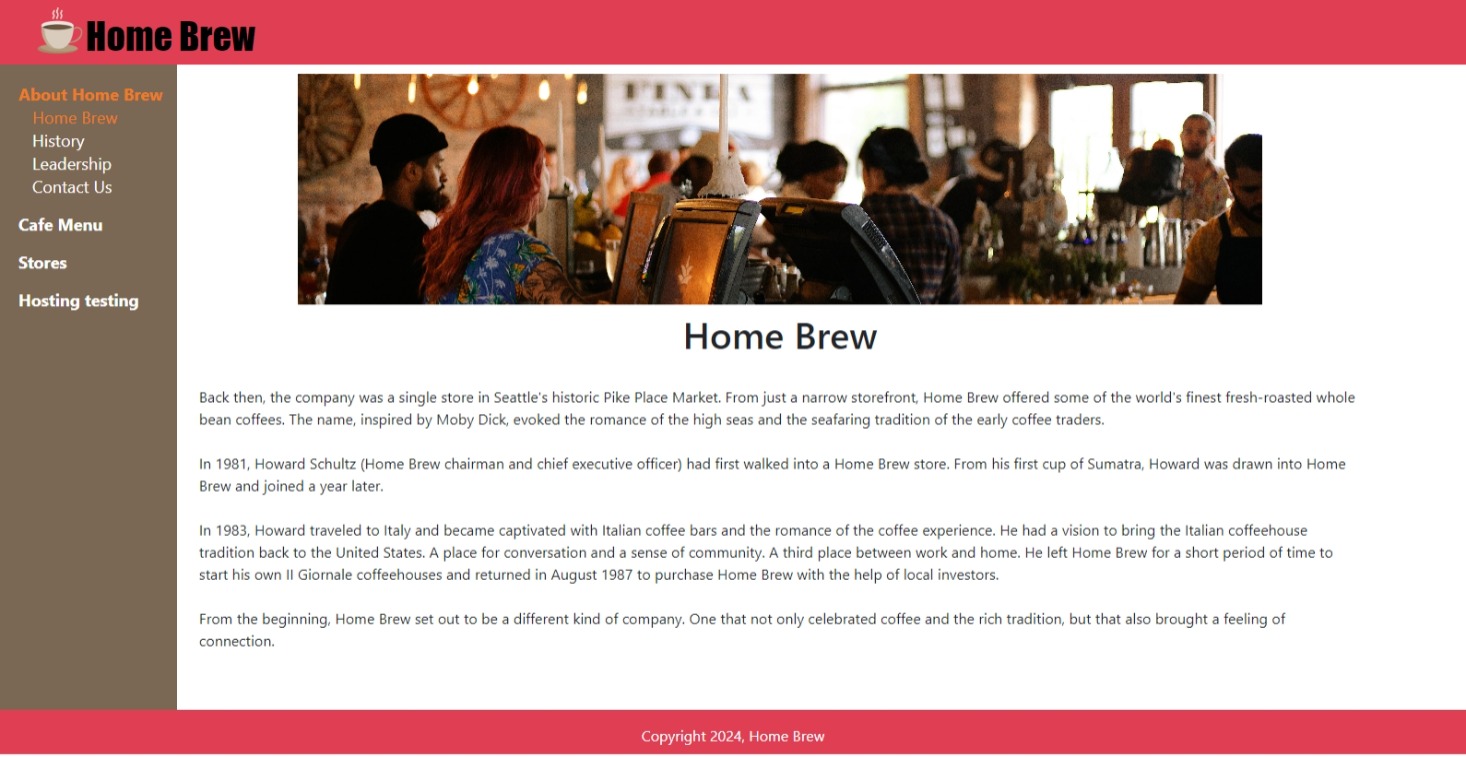 Home Brew
About Home Brew
Home Brew
History
Leadership
Contact Us
Cafe Menu
Stores
Hosting testing
Home Brew
Back then, the company was a single store in Seattle's historic Pike Place Market. From just a narrow storefront, Home Brew offered some of the world's finest fresh-roasted whole
bean coffees. The name, inspired by Moby Dick, evoked the romance of the high seas and the seafaring tradition of the early coffee traders.
In 1981, Howard Schultz (Home Brew chairman and chief executive officer) had first walked into a Home Brew store. From his first cup of Sumatra, Howard was drawn into Home
Brew and joined a year later.
In 1983, Howard traveled to Italy and became captivated with Italian coffee bars and the romance of the coffee experience. He had a vision to bring the Italian coffeehouse
tradition back to the United States. A place for conversation and a sense of community. A third place between work and home. He left Home Brew for a short period of time to
start his own Il Giornale coffeehouses and returned in August 1987 to purchase Home Brew with the help of local investors.
From the beginning, Home Brew set out to be a different kind of company. One that not only celebrated coffee and the rich tradition, but that also brought a feeling of
connection.
Copyright 2024, Home Brew